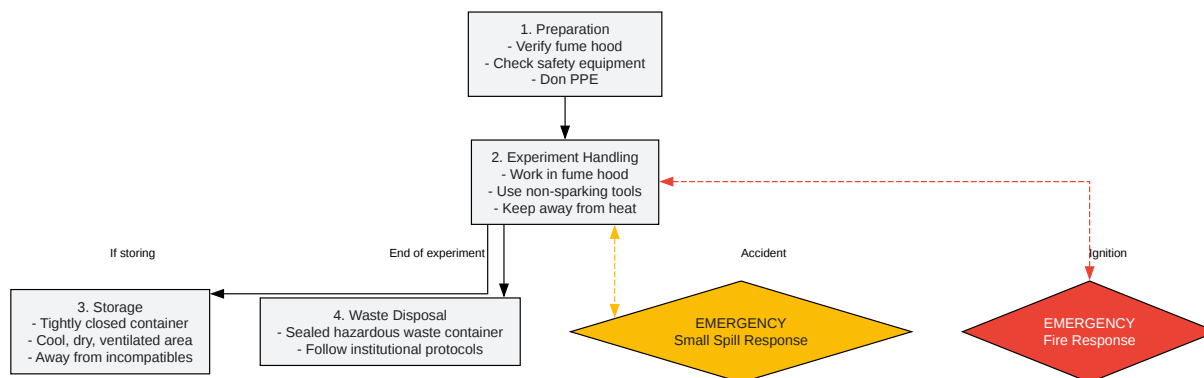 1. Preparation
- Verify fume hood
- Check safety equipment
- Don PPE
2. Experiment Handling
- Work in fume hood
- Use non-sparking tools
- Keep away from heat
If storing
End of experiment
Accident
Ignition
3. Storage
- Tightly closed container
- Cool, dry, ventilated area
- Away from incompatibles
4. Waste Disposal
- Sealed hazardous waste container
- Follow institutional protocols
EMERGENCY
Small Spill Response
EMERGENCY
Fire Response